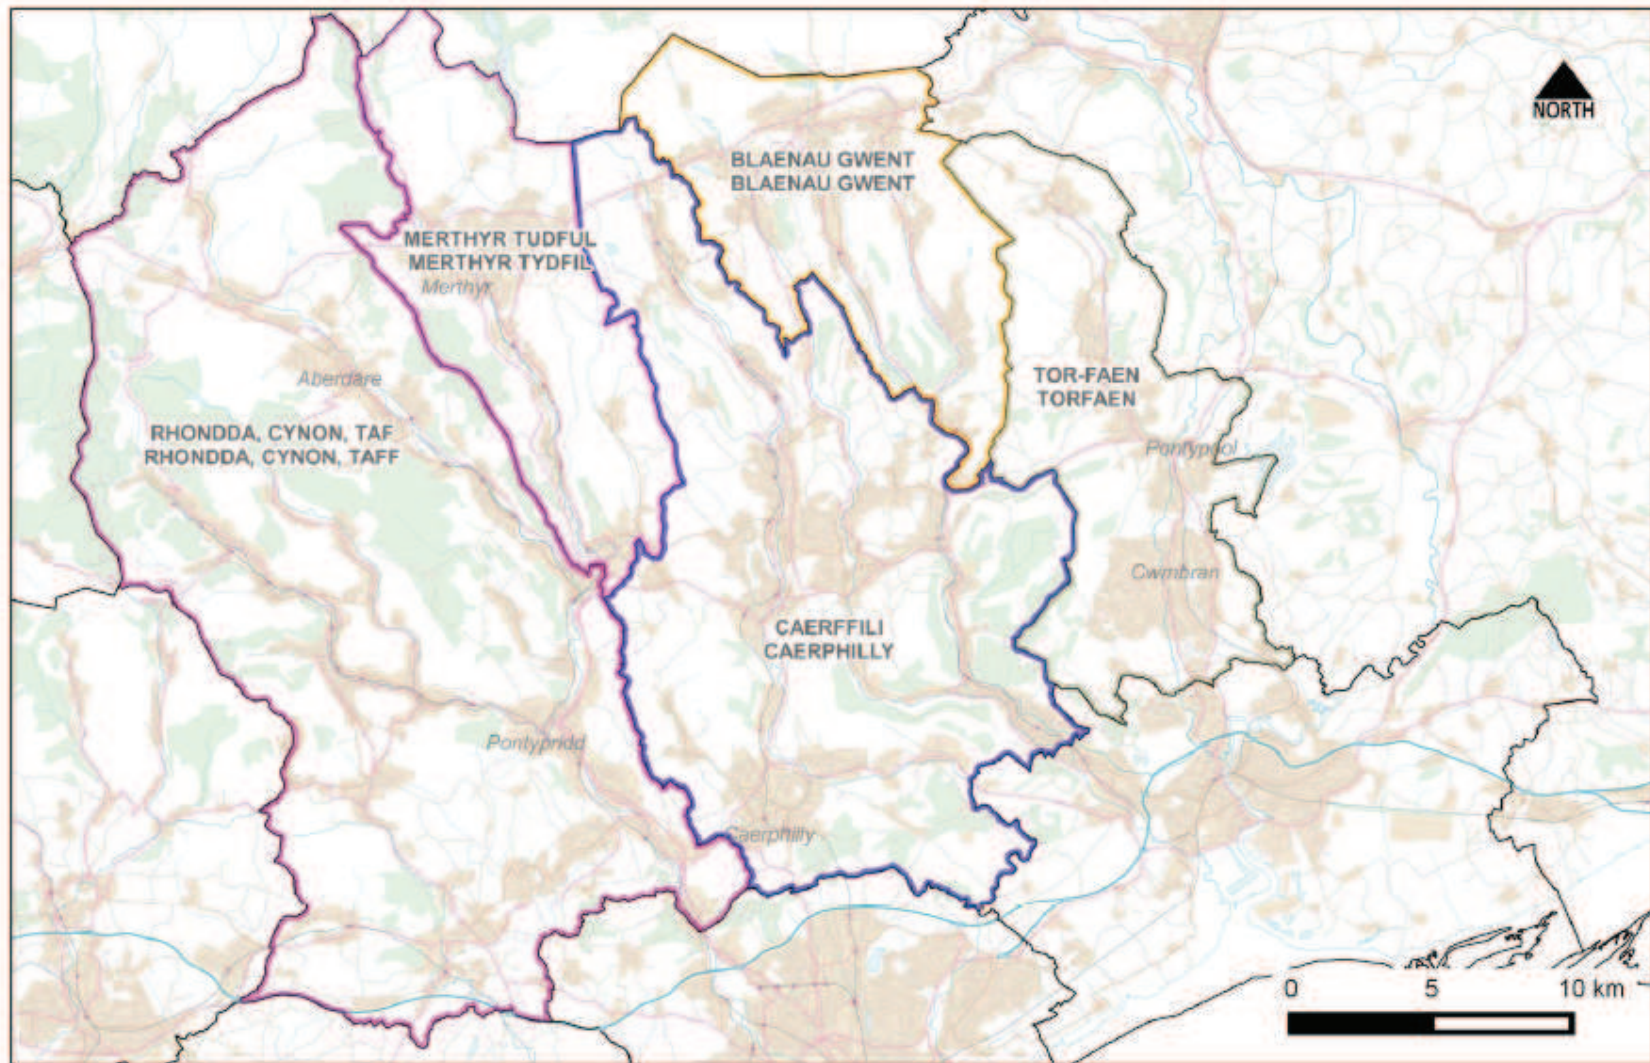 NORTH
BLAENAU GWENT
BLAENAU GWENT
MERTHYR TUDFUL
MERTHYR TYDFIL
Merthyr
TOR-FAEN
TORFAEN
Aberdare
RHONDDA, CYNON, TAF
RHONDDA, CYNON, TAFF
Pontypool
Cwmbran
CAERFFILI
CAERPHILLY
Pontypridd
Caerphilly
0 5 10 km